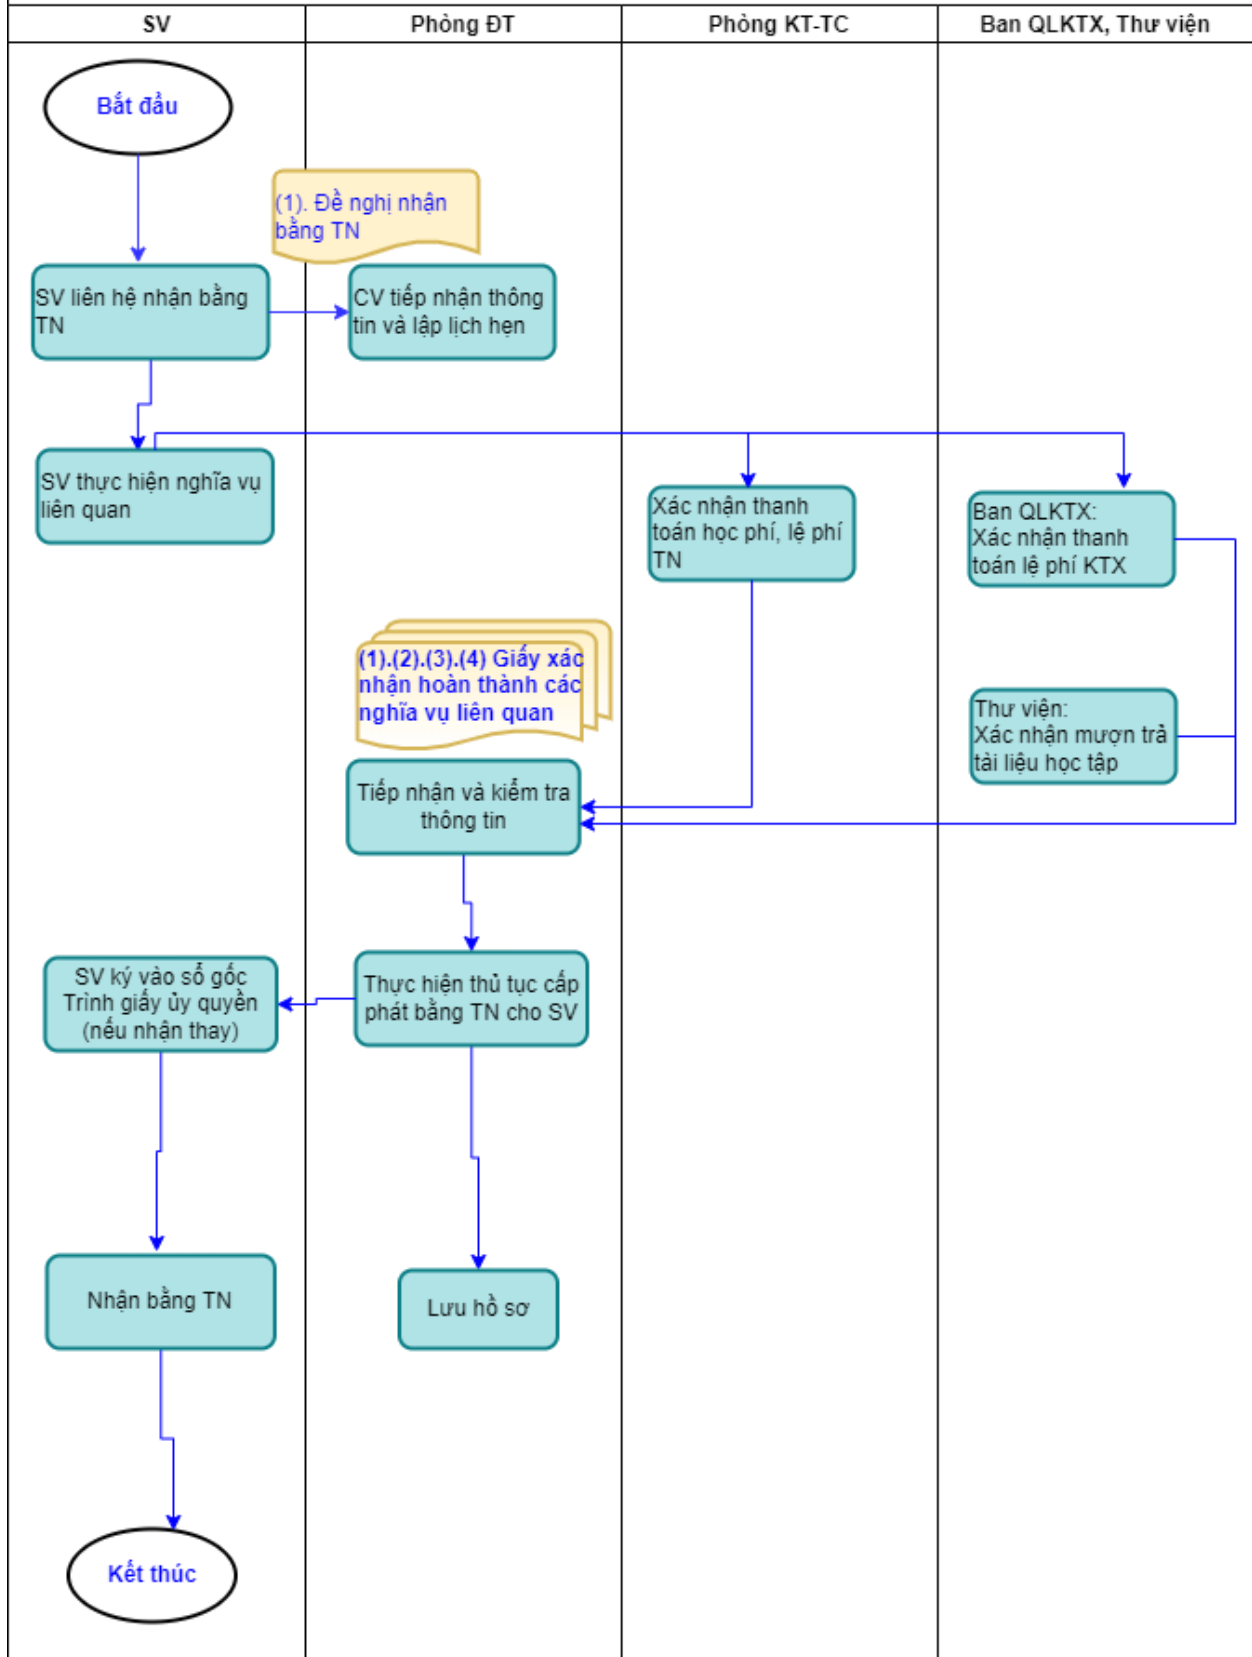 SV
Phòng ĐT
Phòng KT-TC
Ban QLKTX, Thư viện
Bắt đầu
(1). Đề nghị nhận
bằng TN
SV liên hệ nhận bằng
TN
CV tiếp nhận thông
tin và lập lịch hẹn
SV thực hiện nghĩa vụ
liên quan
Xác nhận thanh
toán học phí, lệ phí
TN
Ban QLKTX:
Xác nhận thanh
toán lệ phí KTX
(1).(2).(3).(4) Giấy xác
nhận hoàn thành các
nghĩa vụ liên quan
Thư viện:
Xác nhận mượn trả
tài liệu học tập
Tiếp nhận và kiểm tra
thông tin
SV ký vào sổ gốc
Trình giấy ủy quyền
(nếu nhận thay)
Thực hiện thủ tục cấp
phát bằng TN cho SV
Nhận bằng TN
Lưu hồ sơ
Kết thúc